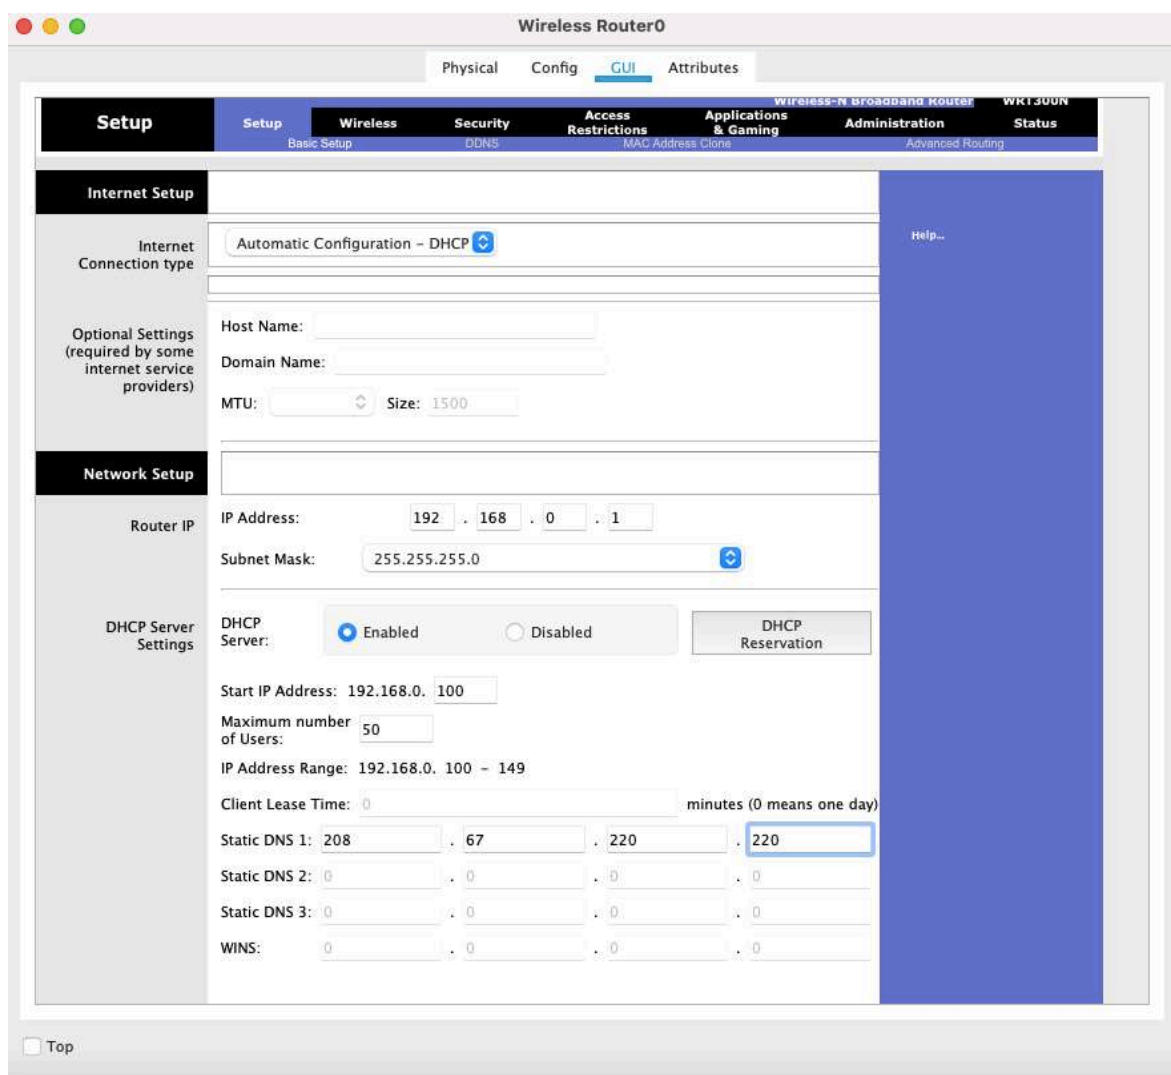 Wireless Router0
Physical Config GUI Attributes
Wireless-N Broadband Router WRT300N
Setup Setup Wireless Security Access Restrictions Applications & Gaming Administration Status
Basic Setup DDNS MAC Address Clone Advanced Routing
Internet Setup
Internet Connection type
Automatic Configuration - DHCP
Help...
Optional Settings (required by some internet service providers)
Host Name:
Domain Name:
MTU: Size: 1500
Network Setup
Router IP
IP Address: 192 . 168 . 0 . 1
Subnet Mask: 255.255.255.0
DHCP Server Settings
DHCP Server: Enabled Disabled DHCP Reservation
Start IP Address: 192.168.0. 100
Maximum number of Users: 50
IP Address Range: 192.168.0. 100 - 149
Client Lease Time: 0 minutes (0 means one day)
Static DNS 1: 208 . 67 . 220 . 220
Static DNS 2: 0 . 0 . 0 . 0
Static DNS 3: 0 . 0 . 0 . 0
WINS: 0 . 0 . 0 . 0
Top